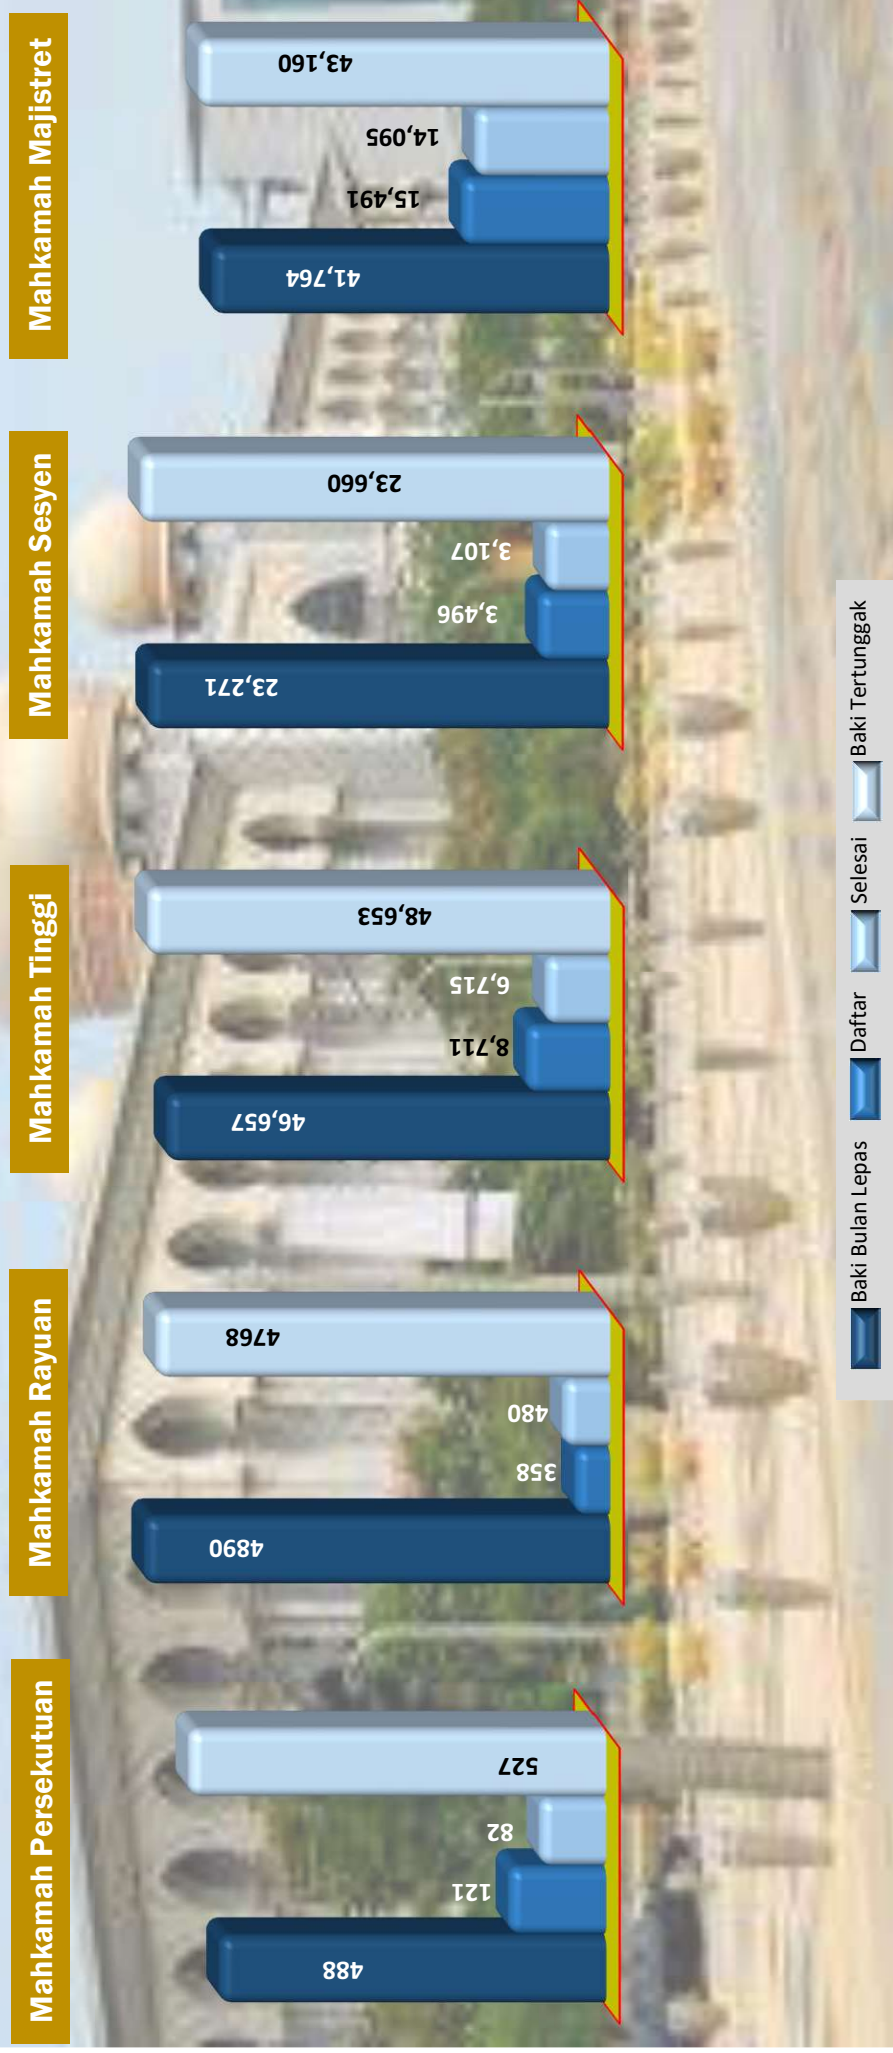 Mahkamah Persekutuan
488
121
82
527
Mahkamah Rayuan
4890
358
480
4768
Mahkamah Tinggi
46,657
8,711
6,715
48,653
Mahkamah Sesyen
23,271
3,496
3,107
23,660
Mahkamah Majistret
41,764
15,491
14,095
43,160
Baki Bulan Lepas
Daftar
Selesai
Baki Tertunggak